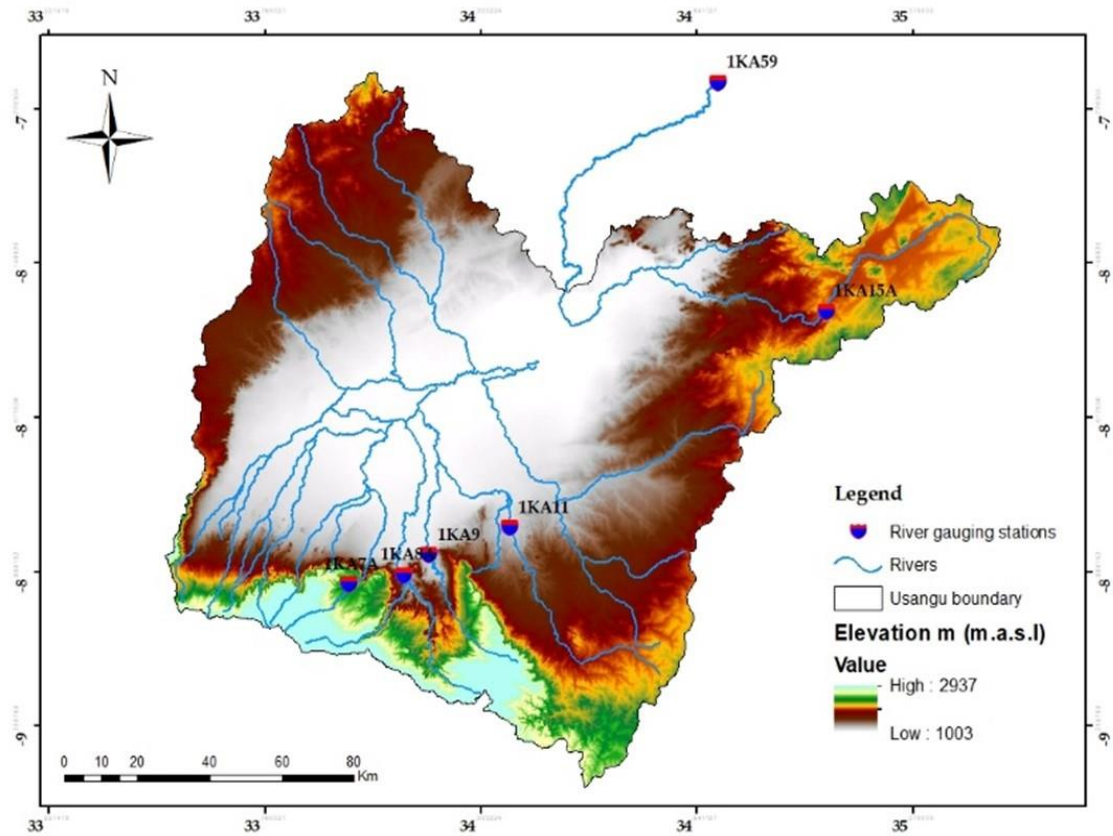 33 33 34 34 35
N
1KA59
-7 -7
-8 -8
1KA15A
-8 -8
1KA11
1KA9
1KA8
1KA7A
-8 -8
-9 -9
Legend
River gauging stations
Rivers
Usangu boundary
Elevation m (m.a.s.l)
Value
High : 2937
Low : 1003
0 10 20 40 60 80
Km
33 33 34 34 35